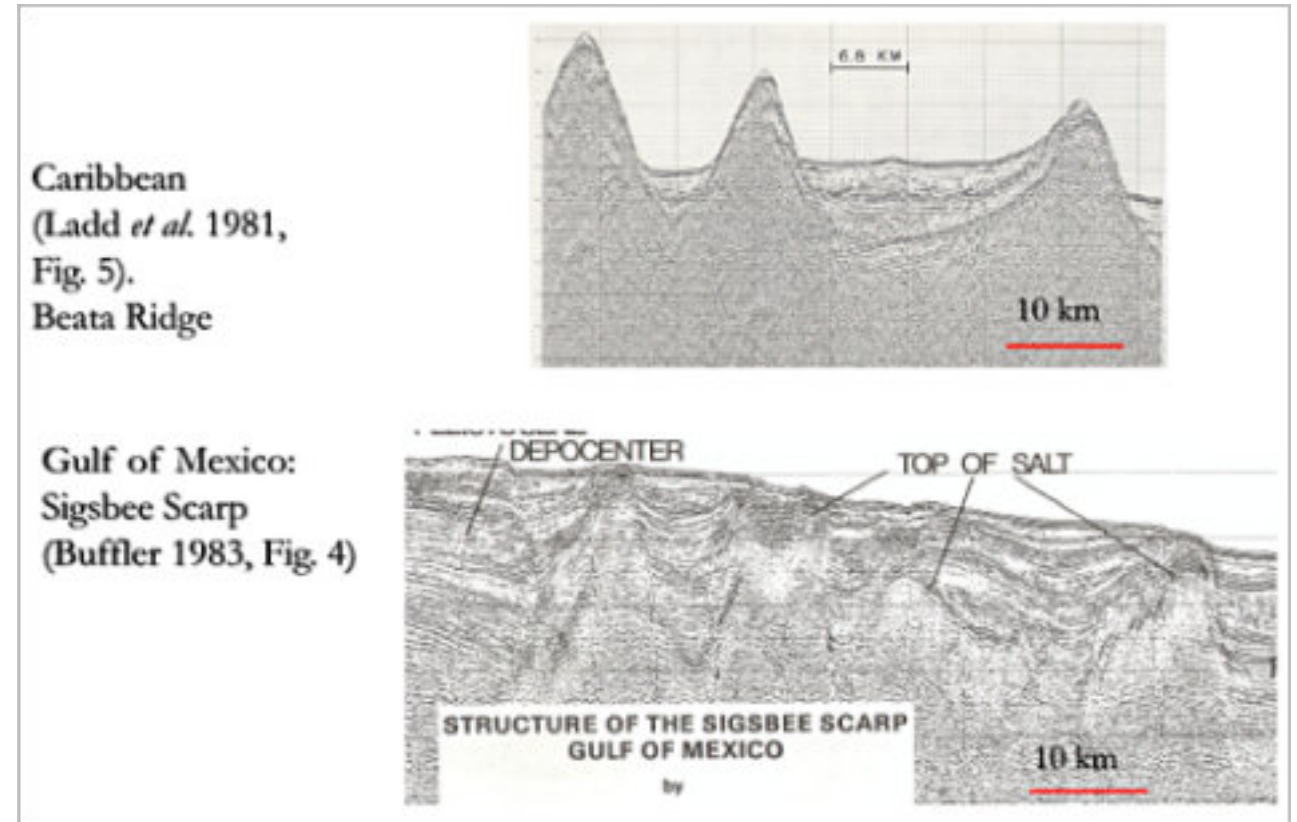 Caribbean
(Ladd et al. 1981,
Fig. 5).
Beata Ridge
6.8 KM
10 km
Gulf of Mexico:
Sigsbee Scarp
(Buffler 1983, Fig. 4)
DEPOCENTER
TOP OF SALT
STRUCTURE OF THE SIGSBEE SCARP
GULF OF MEXICO
by
10 km